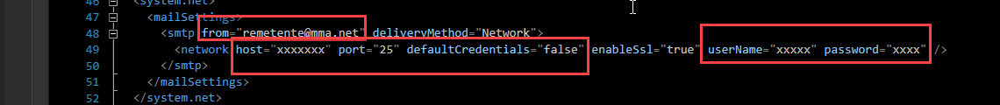 46 <system.net>
47 <mailSettings>
48 <smtp from="remetente@mma.net" deliveryMethod="Network">
49 <network host="xxxxxxx" port="25" defaultCredentials="false" enableSsl="true" userName="xxxxx" password="xxxx" />
50 </smtp>
51 </mailSettings>
52 </system.net>